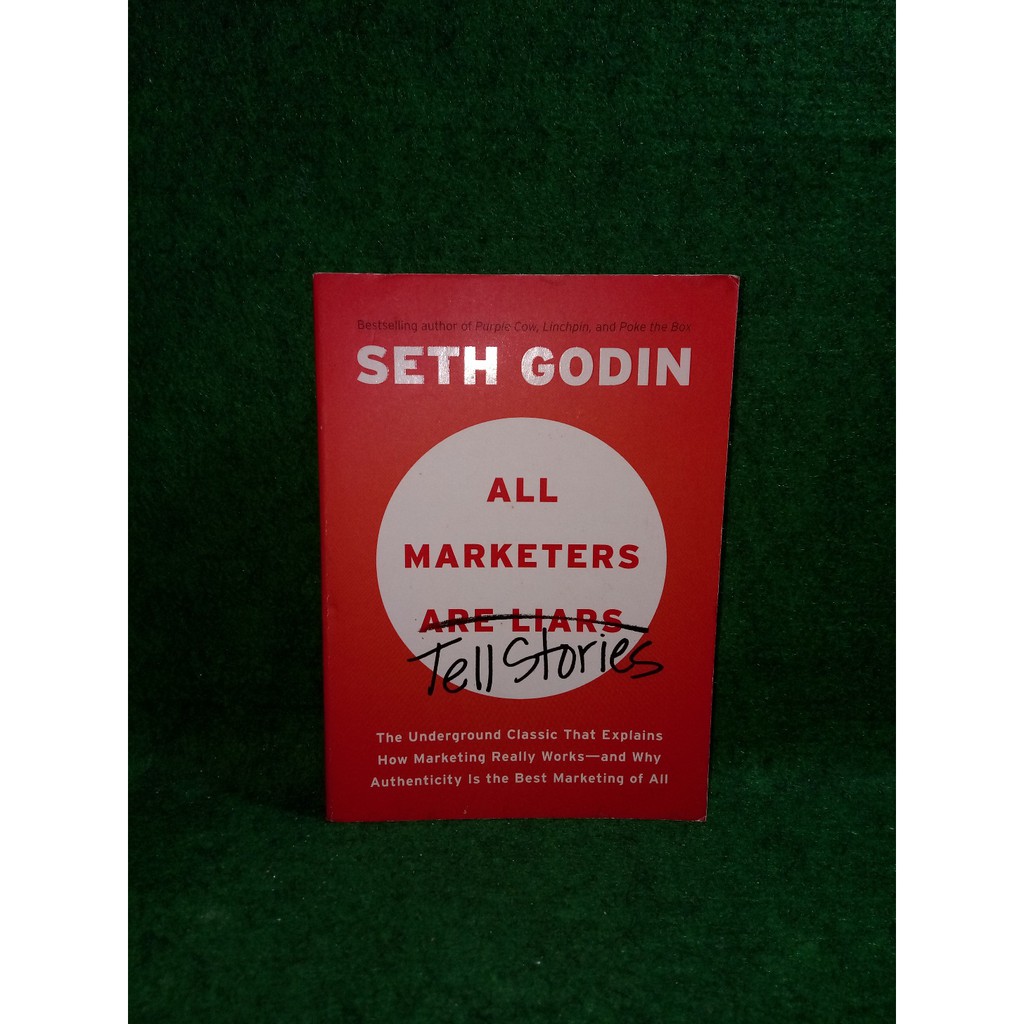 Bestselling author of Purple Cow, Linchpin, and Poke the Box
SETH GODIN
ALL
MARKETERS
ARE LIARS
Tell Stories
The Underground Classic That Explains
How Marketing Really Works—and Why
Authenticity Is the Best Marketing of All